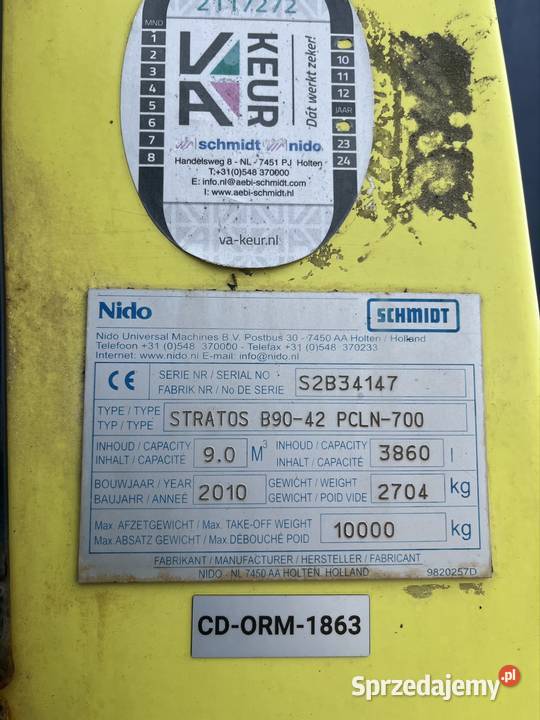 2117272
MND
1
2
3
4
5
6
7
8
10
11
12
JAAR
23
24
VA
KEUR
Dát werkt zeker!
schmidt nido
Handelsweg 8 - NL - 7451 PJ Holten
T:+31(0)548 370000
E: info.nl@aebi-schmidt.com
I: www.aebi-schmidt.nl
va-keur.nl
Nido SCHMIDT
Nido Universal Machines B.V. Postbus 30 - 7450 AA Holten / Holland
Telefoon +31 (0)548 370000 - Telefax +31 (0)548 370233
Internet: www.nido.nl E-mail: info@nido.nl
CE SERIE NR / SERIAL NO S2B34147
FABRIK NR / No DE SERIE
TYPE / TYPE STRATOS B90-42 PCLN-700
TYP / TYPE
INHOUD / CAPACITY 9.0 M3 INHOUD / CAPACITY 3860 l
INHALT / CAPACITÉ INHALT / CAPACITÉ
BOUWJAAR / YEAR 2010 GEWICHT / WEIGHT 2704 kg
BAUJAHR / ANNEÉ GEWICHT / POID VIDE
Max. AFZETGEWICHT / Max. TAKE-OFF WEIGHT 10000 kg
Max. ABSATZ GEWICHT / Max. DÉBOUCHÉ POID
FABRIKANT / MANUFACTURER / HERSTELLER / FABRICANT
NIDO - NL 7450 AA HOLTEN, HOLLAND 9820257D
CD-ORM-1863
Sprzedajemy.pl